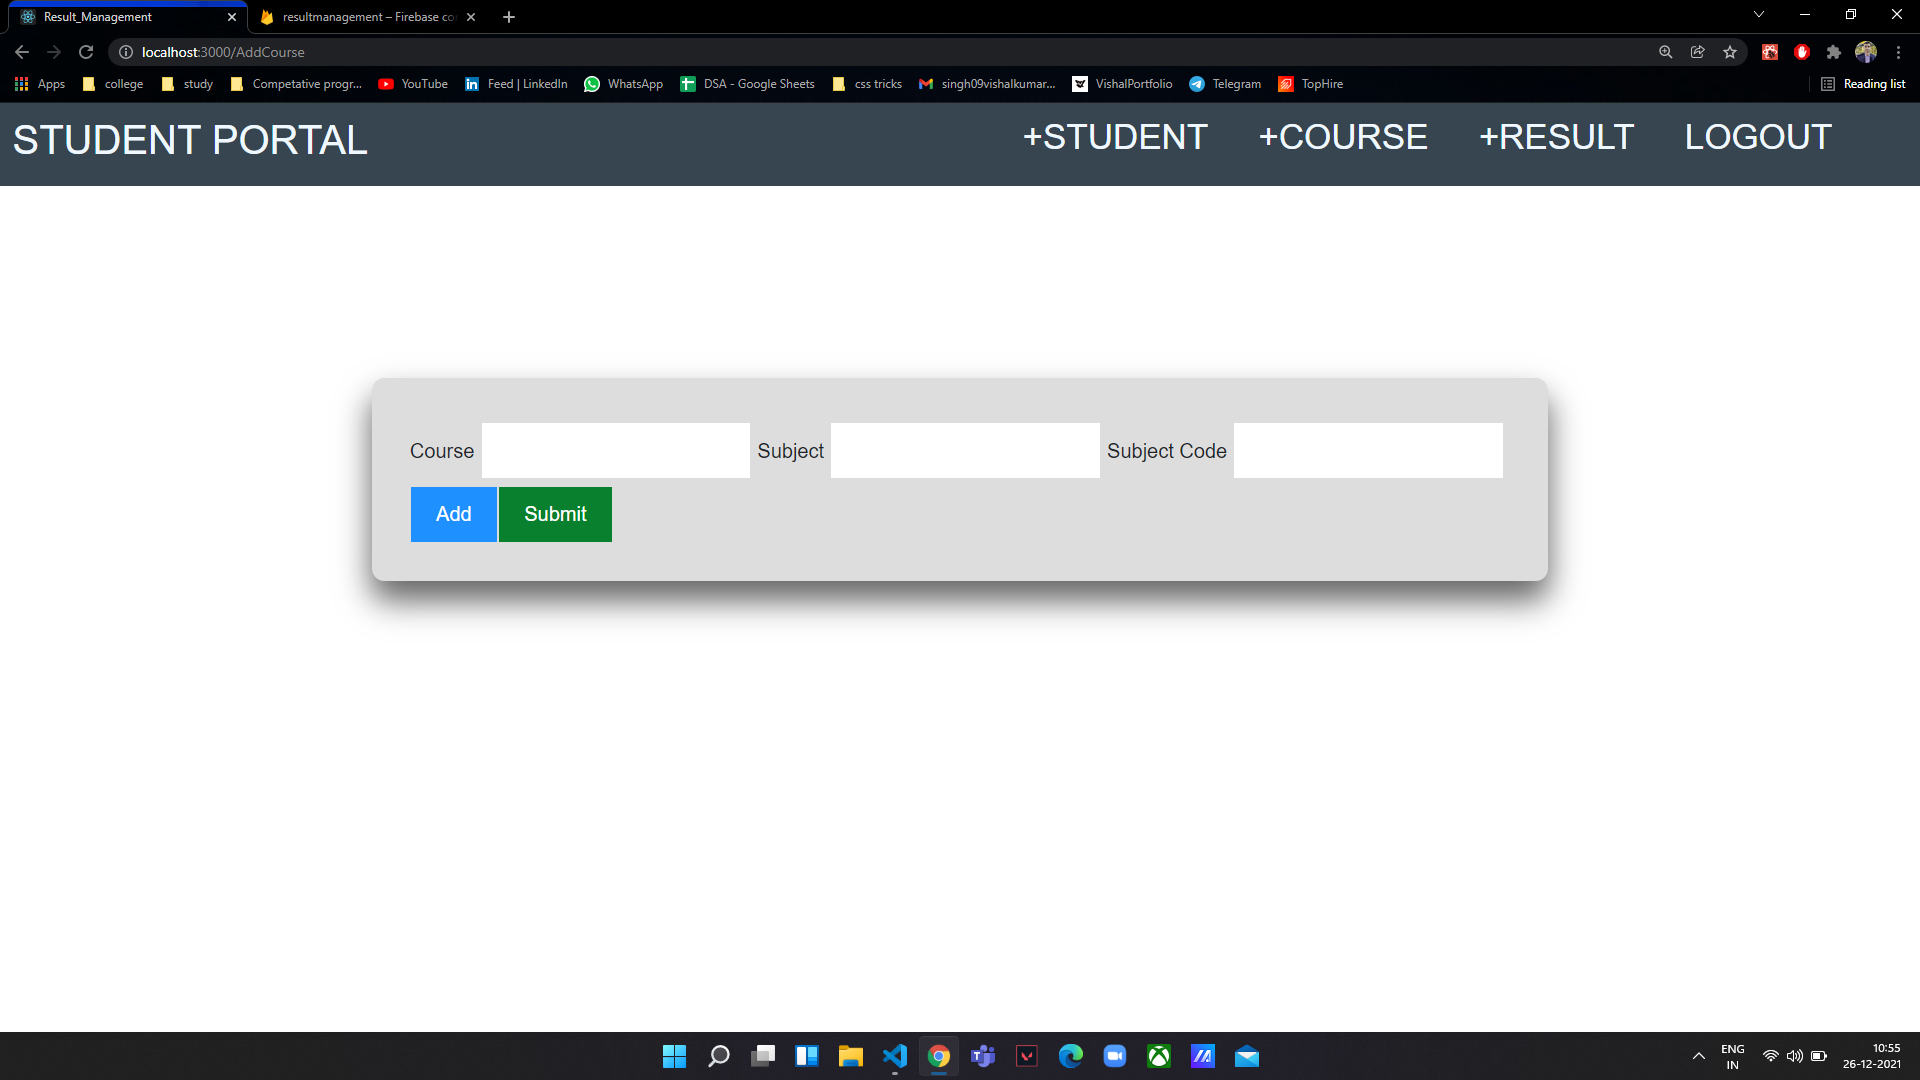 Result_Management
resultmanagement – Firebase co
localhost:3000/AddCourse
Apps college study Competative progr... YouTube Feed | LinkedIn WhatsApp DSA - Google Sheets css tricks singh09vishalkumar... VishalPortfolio Telegram TopHire Reading list
STUDENT PORTAL +STUDENT +COURSE +RESULT LOGOUT
Course Subject Subject Code
Add Submit
ENG 10:55
IN 26-12-2021